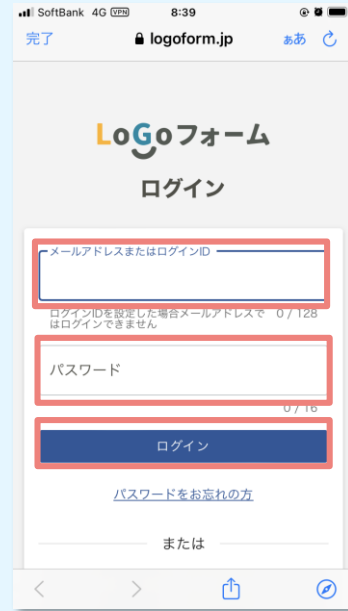 SoftBank 4G VPN 8:39
完了 logoform.jp ぁあ
LoGoフォーム
ログイン
メールアドレスまたはログインID
ログインIDを設定した場合メールアドレスで 0 / 128
はログインできません
パスワード
0 / 16
ログイン
パスワードをお忘れの方
または